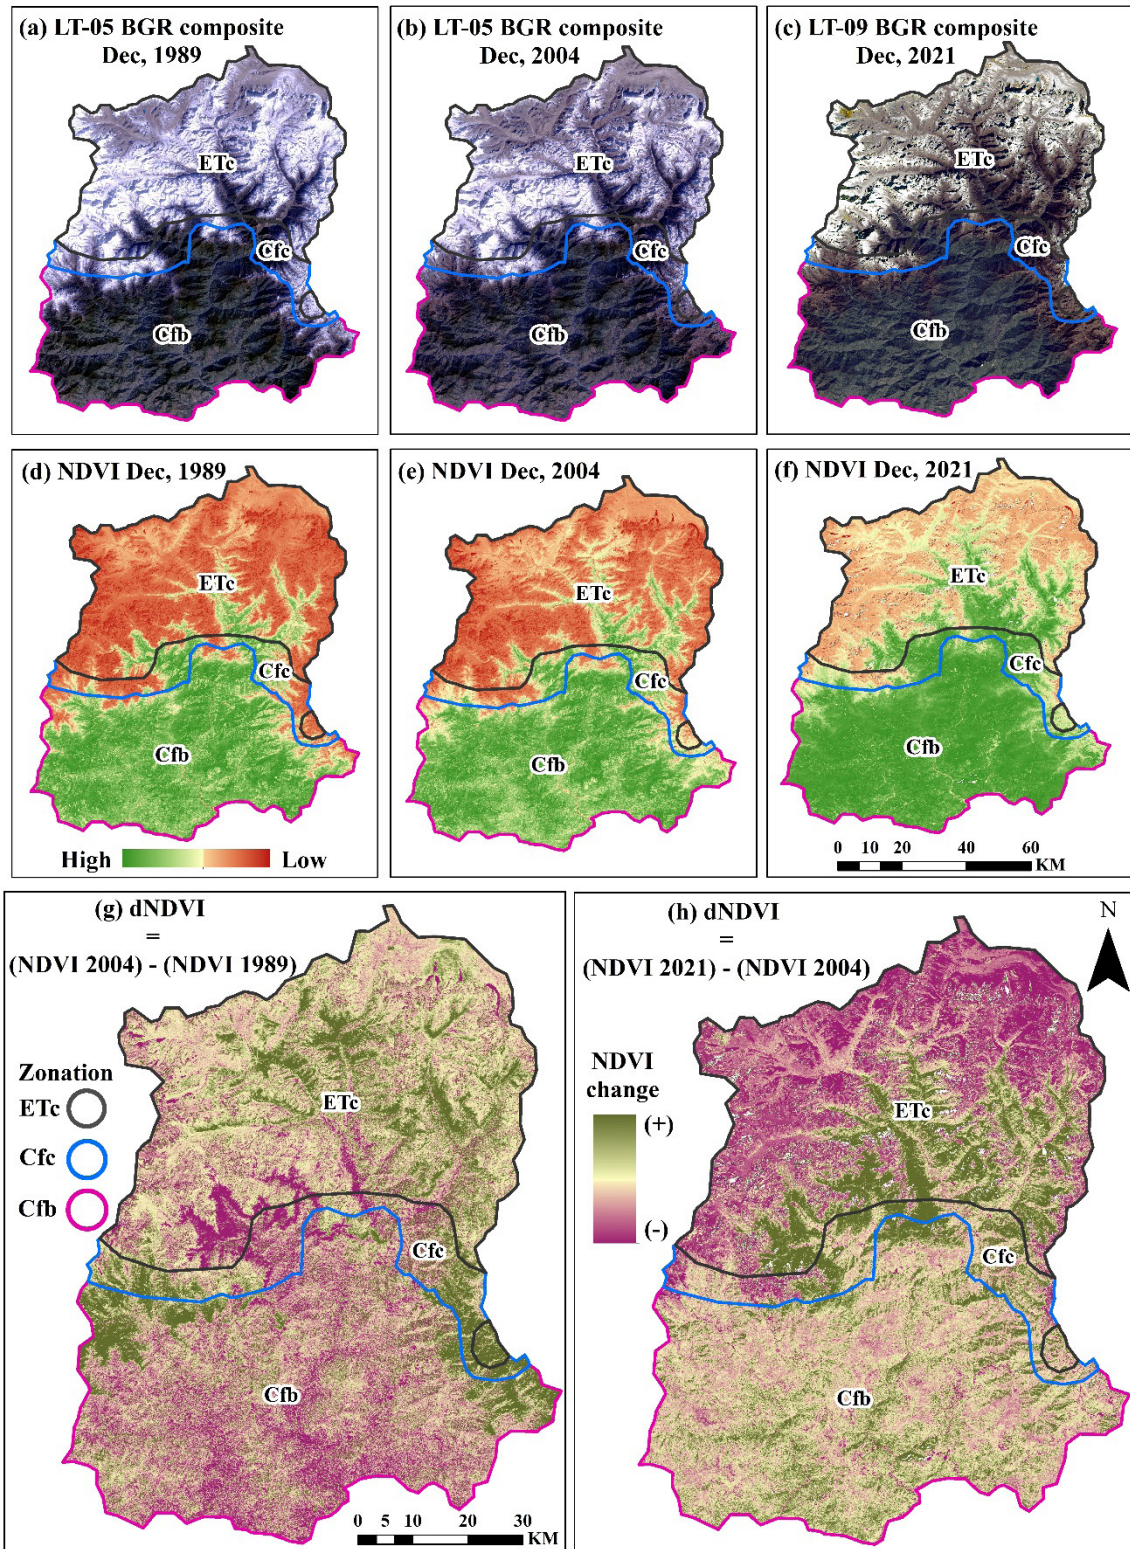 (a) LT-05 BGR composite
Dec, 1989
ETc
Cfc
Cfb
(b) LT-05 BGR composite
Dec, 2004
ETc
Cfc
Cfb
(c) LT-09 BGR composite
Dec, 2021
ETc
Cfc
Cfb
(d) NDVI Dec, 1989
ETc
Cfc
Cfb
High Low
(e) NDVI Dec, 2004
ETc
Cfc
Cfb
(f) NDVI Dec, 2021
ETc
Cfc
Cfb
0 10 20 40 60
KM
(g) dNDVI
=
(NDVI 2004) - (NDVI 1989)
Zonation
ETc
Cfc
Cfb
ETc
Cfc
Cfb
0 5 10 20 30
KM
(h) dNDVI
=
(NDVI 2021) - (NDVI 2004)
N
NDVI
change
(+)
(-)
ETc
Cfc
Cfb